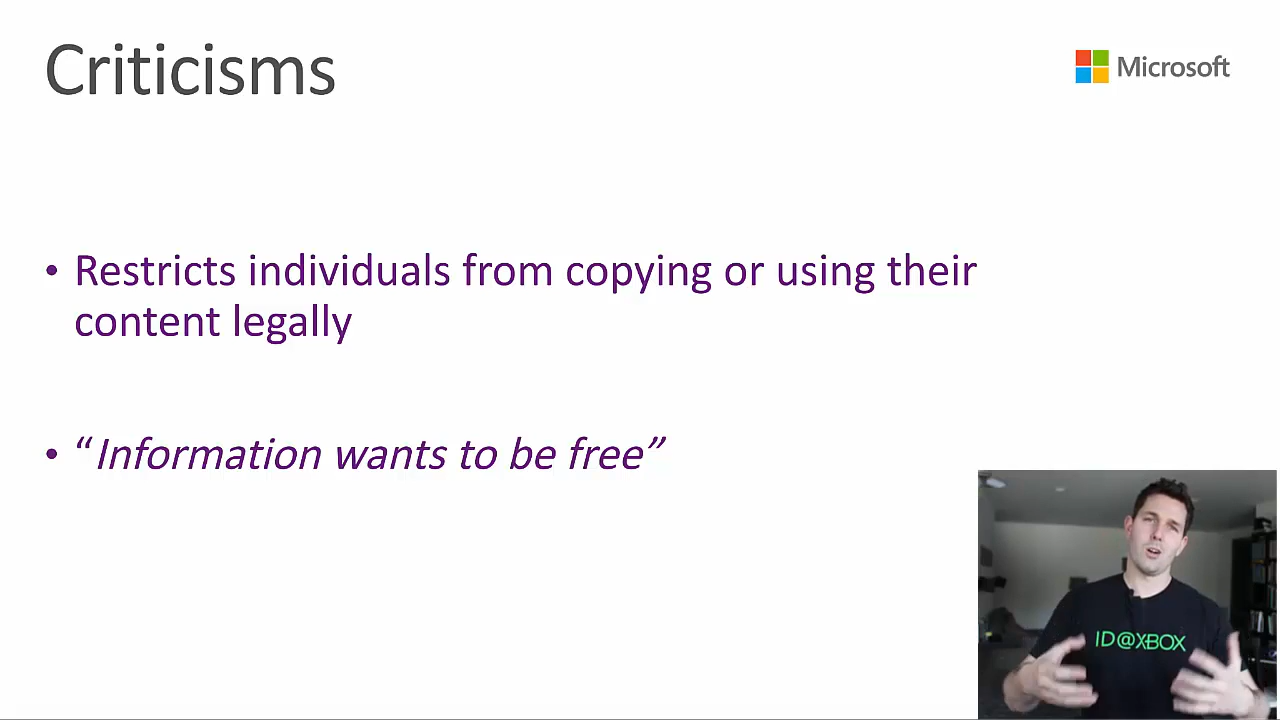 Criticisms
Microsoft
• Restricts individuals from copying or using their
content legally
• “Information wants to be free”
ID@XBOX